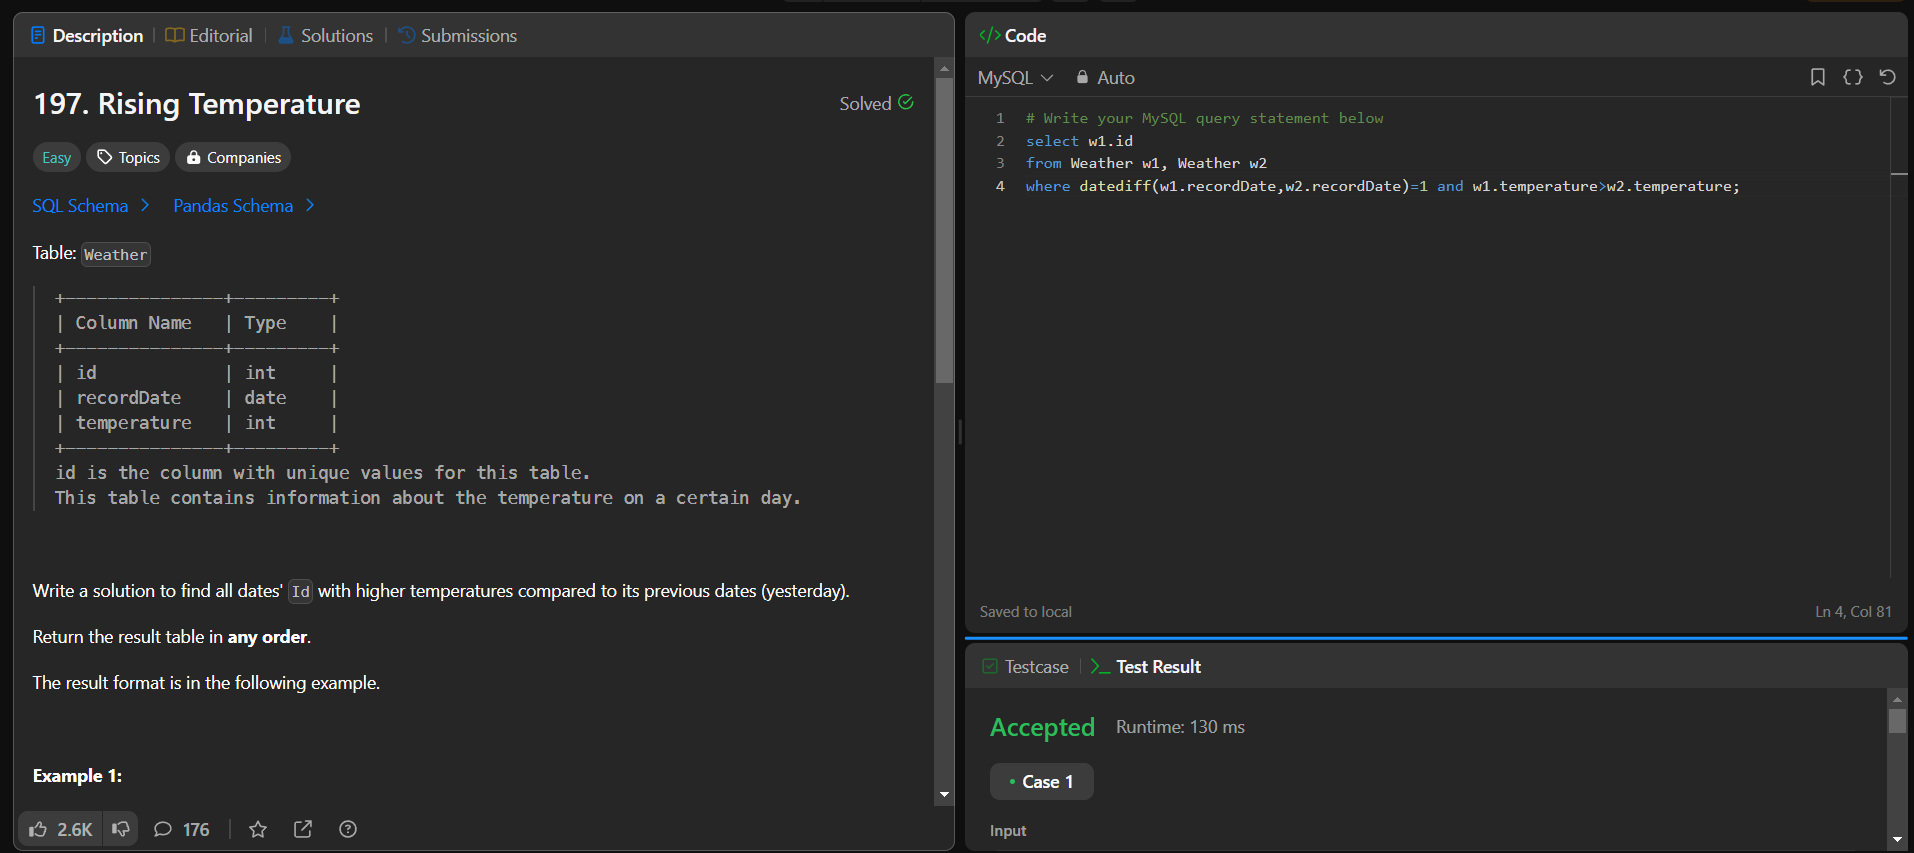 Description | Editorial | Solutions | Submissions
197. Rising Temperature
Solved
Easy Topics Companies
SQL Schema > Pandas Schema >
Table: Weather
+---------------+---------+
| Column Name   | Type    |
+---------------+---------+
| id            | int     |
| recordDate    | date    |
| temperature   | int     |
+---------------+---------+
id is the column with unique values for this table.
This table contains information about the temperature on a certain day.
Write a solution to find all dates' Id with higher temperatures compared to its previous dates (yesterday).
Return the result table in any order.
The result format is in the following example.
Example 1:
2.6K 176
</> Code
MySQL Auto
1 # Write your MySQL query statement below
2 select w1.id
3 from Weather w1, Weather w2
4 where datediff(w1.recordDate,w2.recordDate)=1 and w1.temperature>w2.temperature;
Saved to local Ln 4, Col 81
Testcase | >_ Test Result
Accepted Runtime: 130 ms
• Case 1
Input